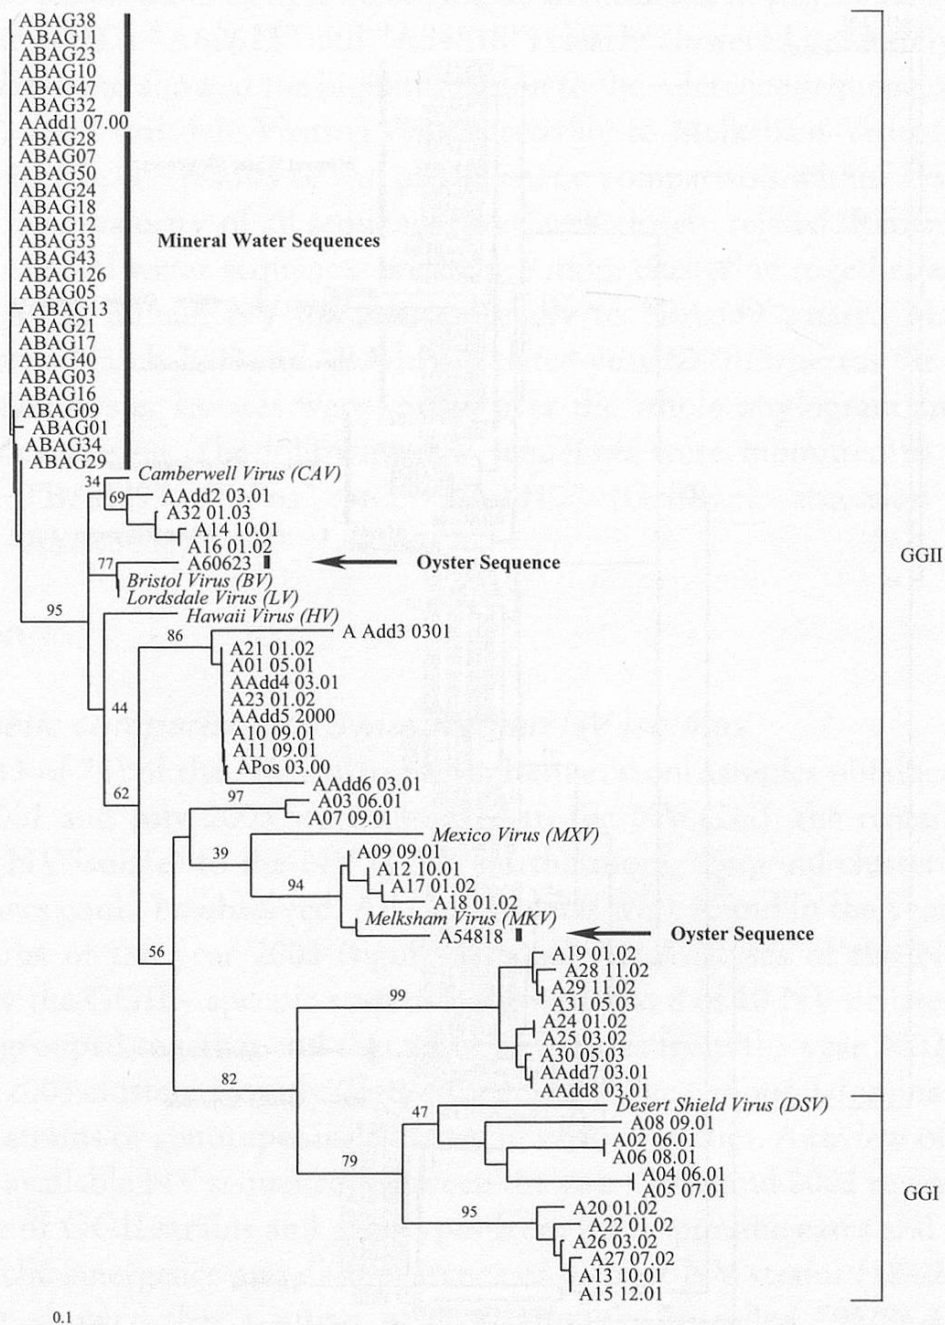 ABAG38
ABAG11
ABAG23
ABAG10
ABAG47
ABAG32
AAdd1 07.00
ABAG28
ABAG07
ABAG50
ABAG24
ABAG18
ABAG12
ABAG33
Mineral Water Sequences
ABAG43
ABAG126
ABAG05
ABAG13
ABAG21
ABAG17
ABAG40
ABAG03
ABAG16
ABAG09
ABAG01
ABAG34
ABAG29
Camberwell Virus (CAV)
34
69
AAdd2 03.01
A32 01.03
A14 10.01
A16 01.02
77
A60623
Oyster Sequence
GGII
Bristol Virus (BV)
Lordsdale Virus (LV)
95
Hawaii Virus (HV)
86
A Add3 0301
A21 01.02
A01 05.01
AAdd4 03.01
A23 01.02
44
AAdd5 2000
A10 09.01
A11 09.01
APos 03.00
AAdd6 03.01
62
97
A03 06.01
A07 09.01
Mexico Virus (MXV)
39
A09 09.01
A12 10.01
94
A17 01.02
A18 01.02
Melksham Virus (MKV)
A54818
Oyster Sequence
56
A19 01.02
A28 11.02
A29 11.02
99
A31 05.03
A24 01.02
A25 03.02
A30 05.03
AAdd7 03.01
82
AAdd8 03.01
Desert Shield Virus (DSV)
47
A08 09.01
A02 06.01
A06 08.01
79
A04 06.01
A05 07.01
GGI
95
A20 01.02
A22 01.02
A26 03.02
A27 07.02
A13 10.01
A15 12.01
0.1